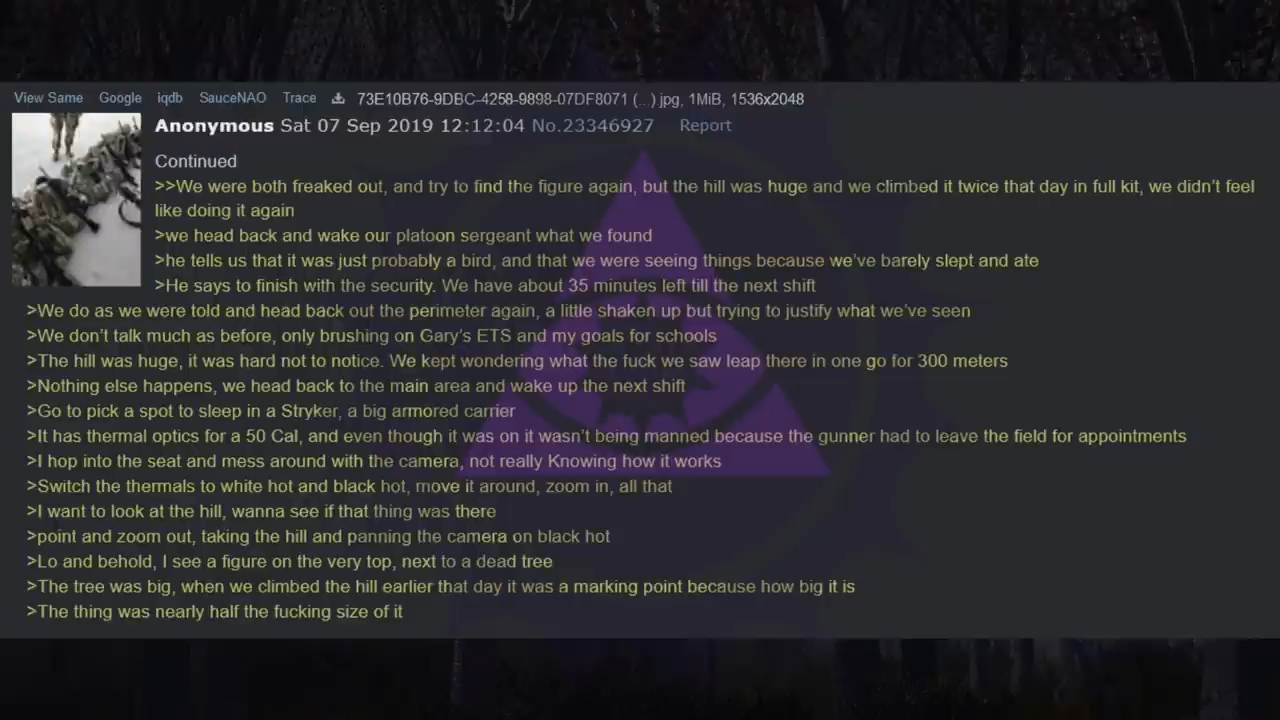 View Same Google iqdb SauceNAO Trace 73E10B76-9DBC-4258-9898-07DF8071 (...) jpg, 1MiB, 1536x2048
Anonymous Sat 07 Sep 2019 12:12:04 No.23346927 Report
Continued
>>We were both freaked out, and try to find the figure again, but the hill was huge and we climbed it twice that day in full kit, we didn't feel
like doing it again
>we head back and wake our platoon sergeant what we found
>he tells us that it was just probably a bird, and that we were seeing things because we've barely slept and ate
>He says to finish with the security. We have about 35 minutes left till the next shift
>We do as we were told and head back out the perimeter again, a little shaken up but trying to justify what we've seen
>We don't talk much as before, only brushing on Gary's ETS and my goals for schools
>The hill was huge, it was hard not to notice. We kept wondering what the fuck we saw leap there in one go for 300 meters
>Nothing else happens, we head back to the main area and wake up the next shift
>Go to pick a spot to sleep in a Stryker, a big armored carrier
>It has thermal optics for a 50 Cal, and even though it was on it wasn't being manned because the gunner had to leave the field for appointments
>I hop into the seat and mess around with the camera, not really Knowing how it works
>Switch the thermals to white hot and black hot, move it around, zoom in, all that
>I want to look at the hill, wanna see if that thing was there
>point and zoom out, taking the hill and panning the camera on black hot
>Lo and behold, I see a figure on the very top, next to a dead tree
>The tree was big, when we climbed the hill earlier that day it was a marking point because how big it is
>The thing was nearly half the fucking size of it